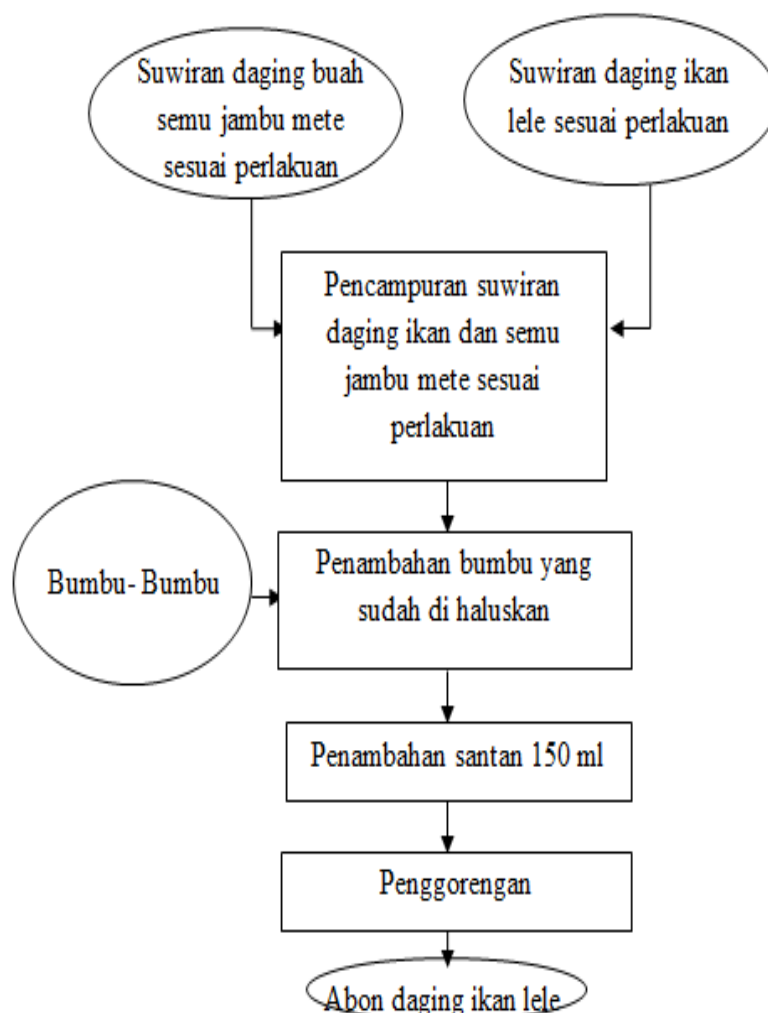 Suwiran daging buah
semu jambu mete
sesuai perlakuan
Suwiran daging ikan
lele sesuai perlakuan
Pencampuran suwiran
daging ikan dan semu
jambu mete sesuai
perlakuan
Bumbu- Bumbu
Penambahan bumbu yang
sudah di haluskan
Penambahan santan 150 ml
Penggorengan
Abon daging ikan lele